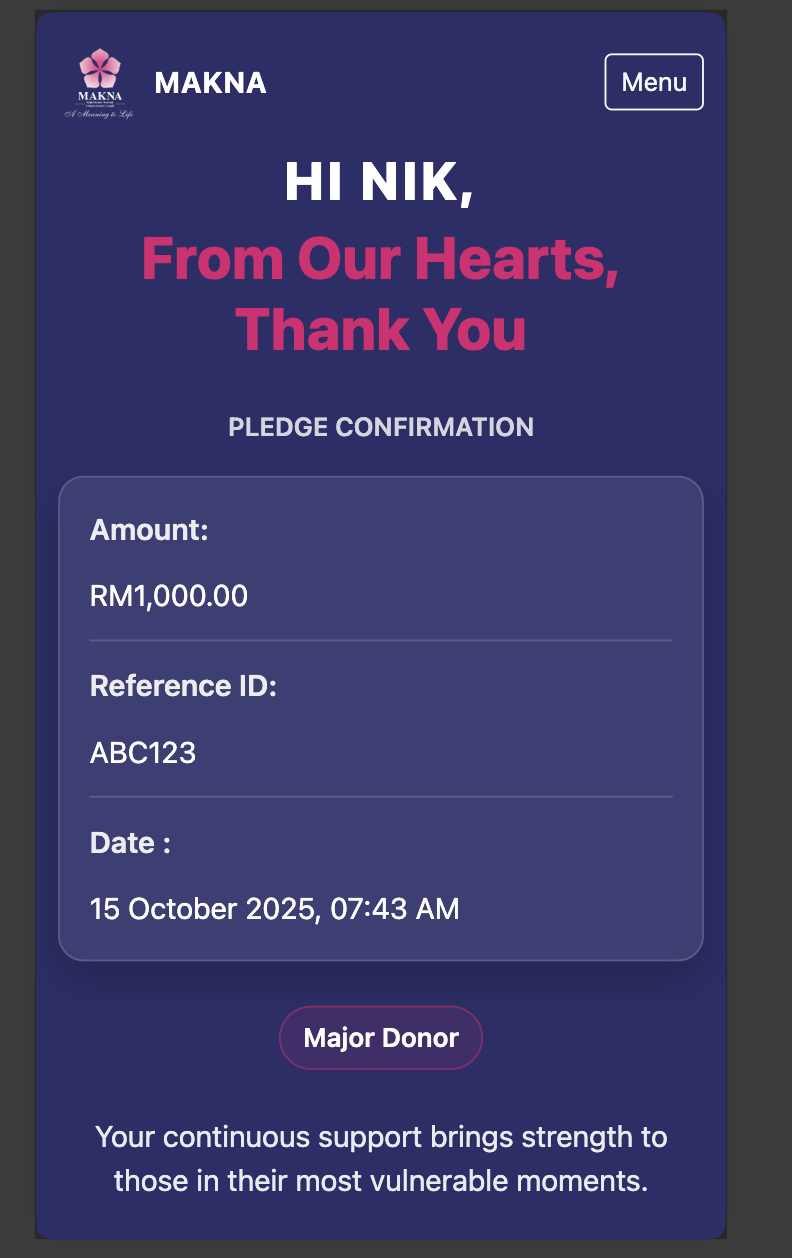 MAKNA
A Meaning to Life
MAKNA
Menu
HI NIK,
From Our Hearts,
Thank You
PLEDGE CONFIRMATION
Amount:
RM1,000.00
Reference ID:
ABC123
Date :
15 October 2025, 07:43 AM
Major Donor
Your continuous support brings strength to
those in their most vulnerable moments.